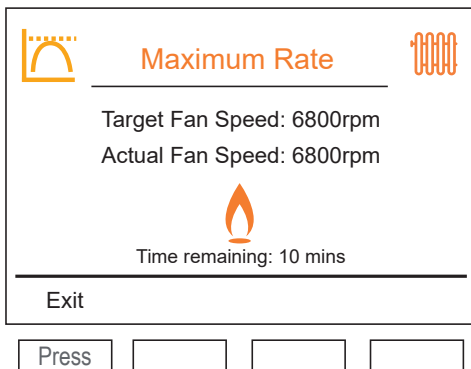 Maximum Rate
Target Fan Speed: 6800rpm
Actual Fan Speed: 6800rpm
Time remaining: 10 mins
Exit
Press